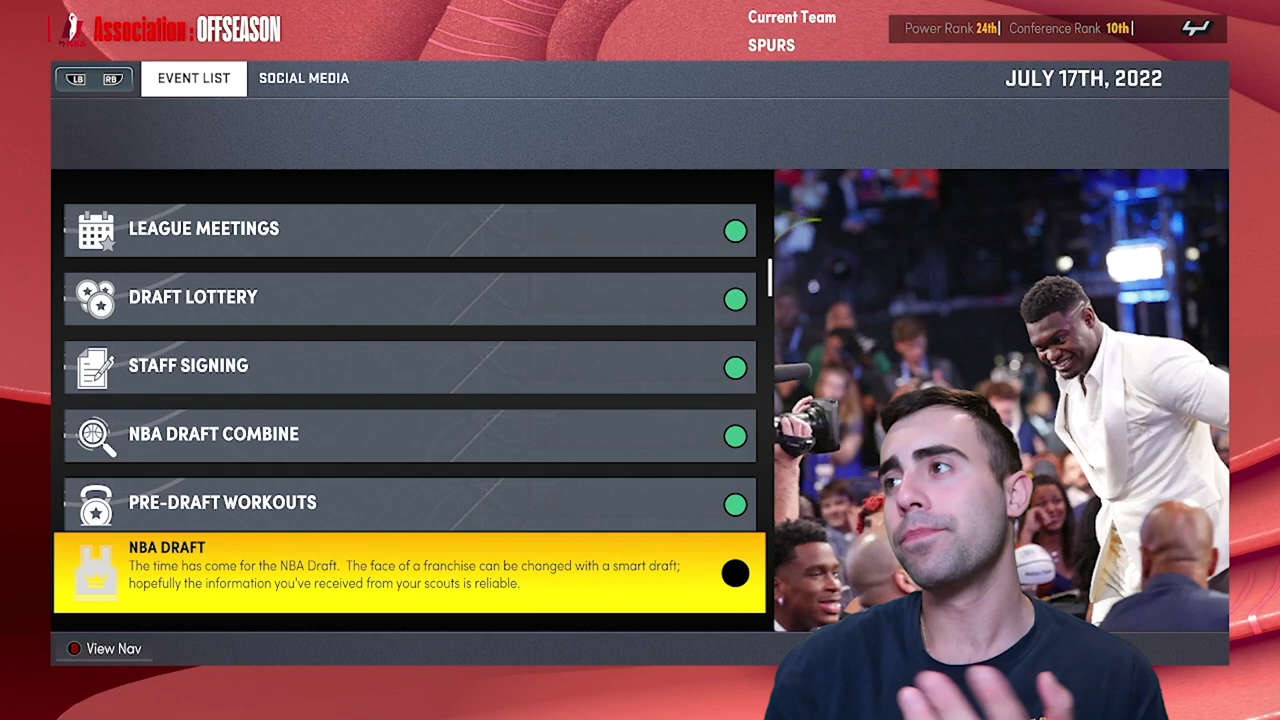 Association: OFFSEASON
Current Team
SPURS
Power Rank 24th| Conference Rank 10th|
LB RB EVENT LIST SOCIAL MEDIA
JULY 17TH, 2022
LEAGUE MEETINGS
DRAFT LOTTERY
STAFF SIGNING
NBA DRAFT COMBINE
PRE-DRAFT WORKOUTS
NBA DRAFT
The time has come for the NBA Draft. The face of a franchise can be changed with a smart draft;
hopefully the information you've received from your scouts is reliable.
B View Nav